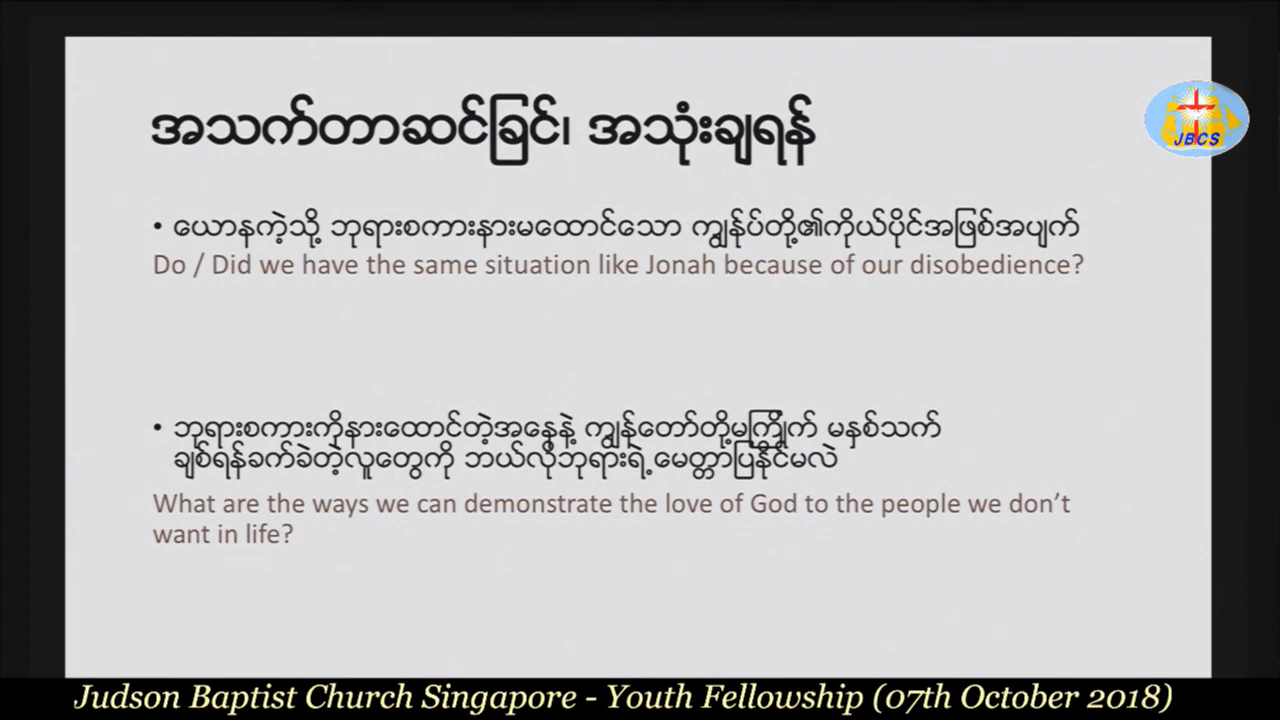 အသက်တာဆင်ခြင်၊ အသုံးချရန်
JBCS
• ယောနကဲ့သို့ ဘုရားစကားနားမထောင်သော ကျွန်ုပ်တို့၏ကိုယ်ပိုင်အဖြစ်အပျက်
Do / Did we have the same situation like Jonah because of our disobedience?
• ဘုရားစကားကိုနားထောင်တဲ့အနေနဲ့ ကျွန်တော်တို့မကြိုက် မနှစ်သက်
ချစ်ရန်ခက်ခဲတဲ့လူတွေကို ဘယ်လိုဘုရားရဲ့မေတ္တာပြနိုင်မလဲ
What are the ways we can demonstrate the love of God to the people we don’t
want in life?
Judson Baptist Church Singapore - Youth Fellowship (07th October 2018)